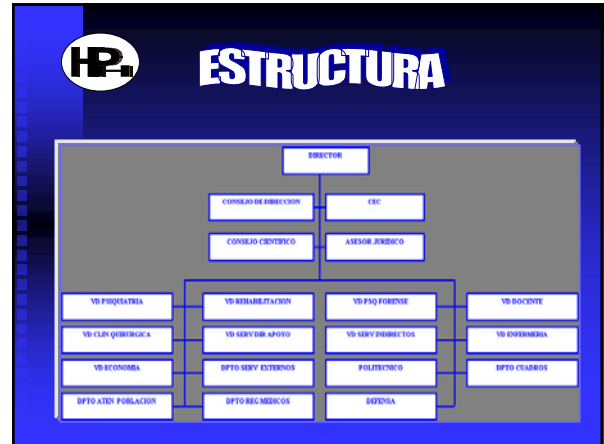 HPH
ESTRUCTURA
DIRECTOR
CONSEJO DE DIRECCION
CEC
CONSEJO CIENTIFICO
ASESOR JURIDICO
VD PSIQUIATRIA
VD REHABILITACION
VD PSQ FORENSE
VD DOCENTE
VD CLIN QUIRURGICA
VD SERV DIR APOYO
VD SERV INDIRECTOS
VD ENFERMERIA
VD ECONOMIA
DPTO SERV EXTERNOS
POLITECNICO
DPTO CUADROS
DPTO ATEN POBLACION
DPTO REG MEDICOS
DEFENSA